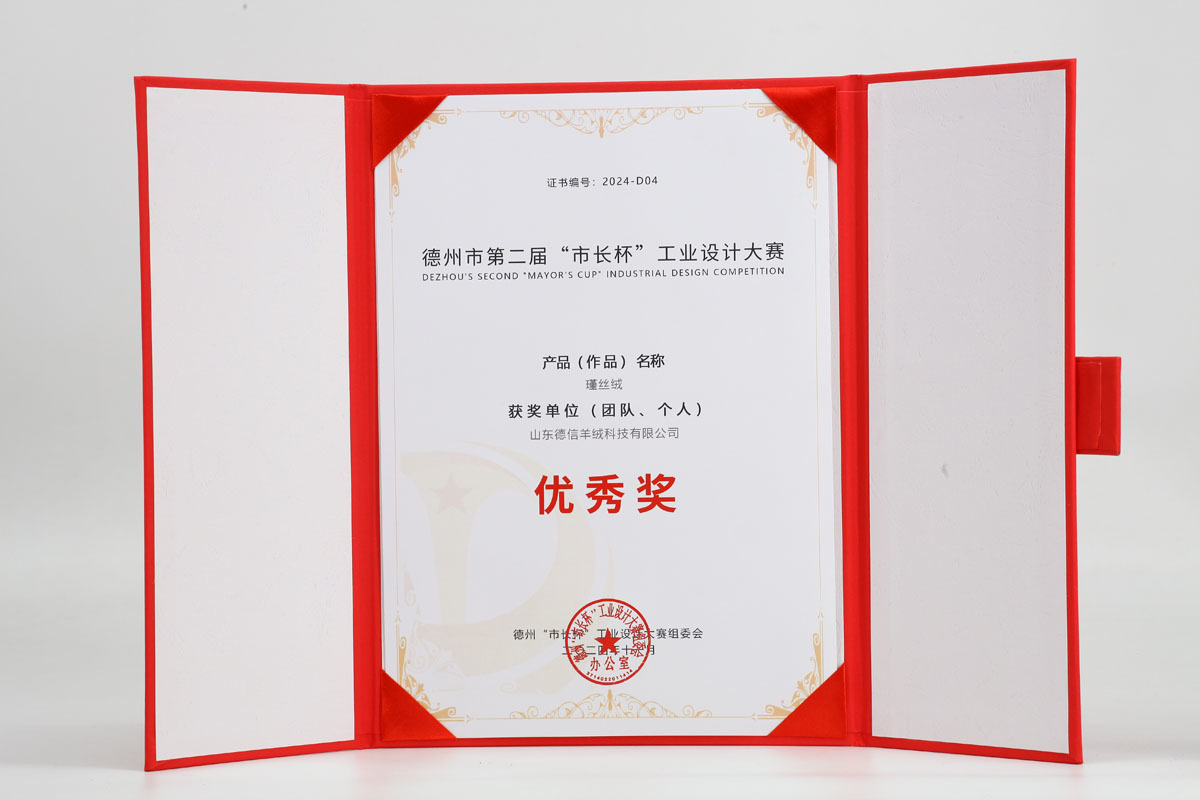 证书编号：2024-D04
德州市第二届“市长杯”工业设计大赛
DEZHOU'S SECOND "MAYOR'S CUP" INDUSTRIAL DESIGN COMPETITION
产品（作品）名称
瑾丝绒
获奖单位（团队、个人）
山东德信羊绒科技有限公司
优秀奖
德州“市长杯”工业设计大赛组委会
办公室